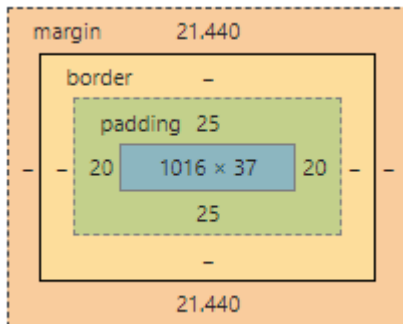 margin 21.440
border –
padding 25
– – 20 1016 × 37 20 – –
25
–
21.440